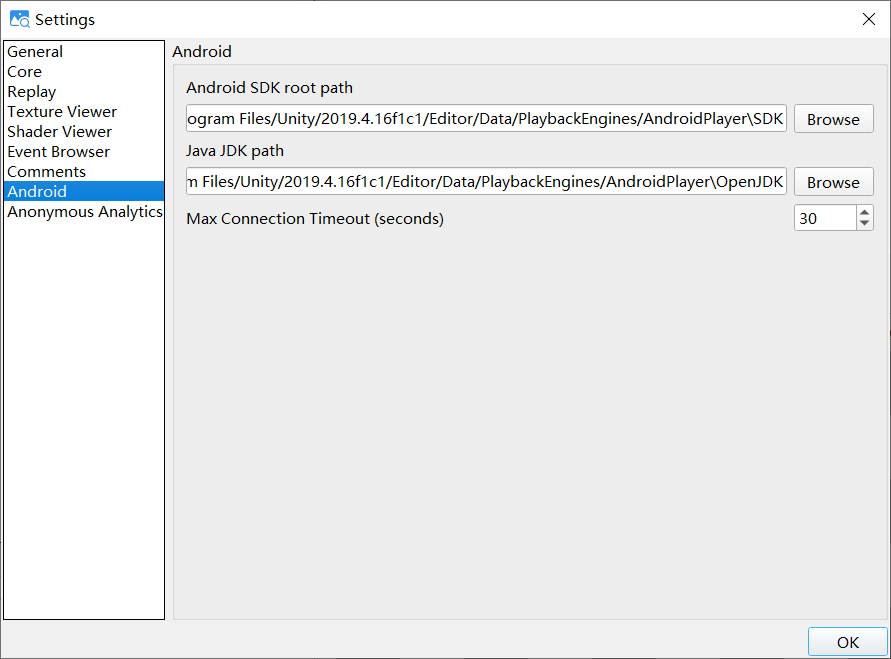 Settings
General
Core
Replay
Texture Viewer
Shader Viewer
Event Browser
Comments
Android
Anonymous Analytics
Android
Android SDK root path
ogram Files/Unity/2019.4.16f1c1/Editor/Data/PlaybackEngines/AndroidPlayer\SDK
Browse
Java JDK path
m Files/Unity/2019.4.16f1c1/Editor/Data/PlaybackEngines/AndroidPlayer\OpenJDK
Browse
Max Connection Timeout (seconds)
30
OK